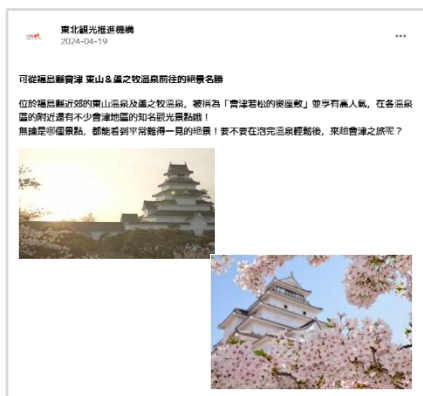 東北観光推進機構
2024-04-19
可從福島縣會津 東山&蘆之牧溫泉前往的絕景名勝
位於福島縣近郊的東山溫泉及蘆之牧溫泉，被稱為「會津若松的奧座敷」並享有高人氣，在各溫泉
區的附近還有不少會津地區的知名觀光景點哦！
無論是哪個景點，都能看到平常難得一見的絕景！要不要在泡完溫泉輕鬆後，來趟會津之旅呢？